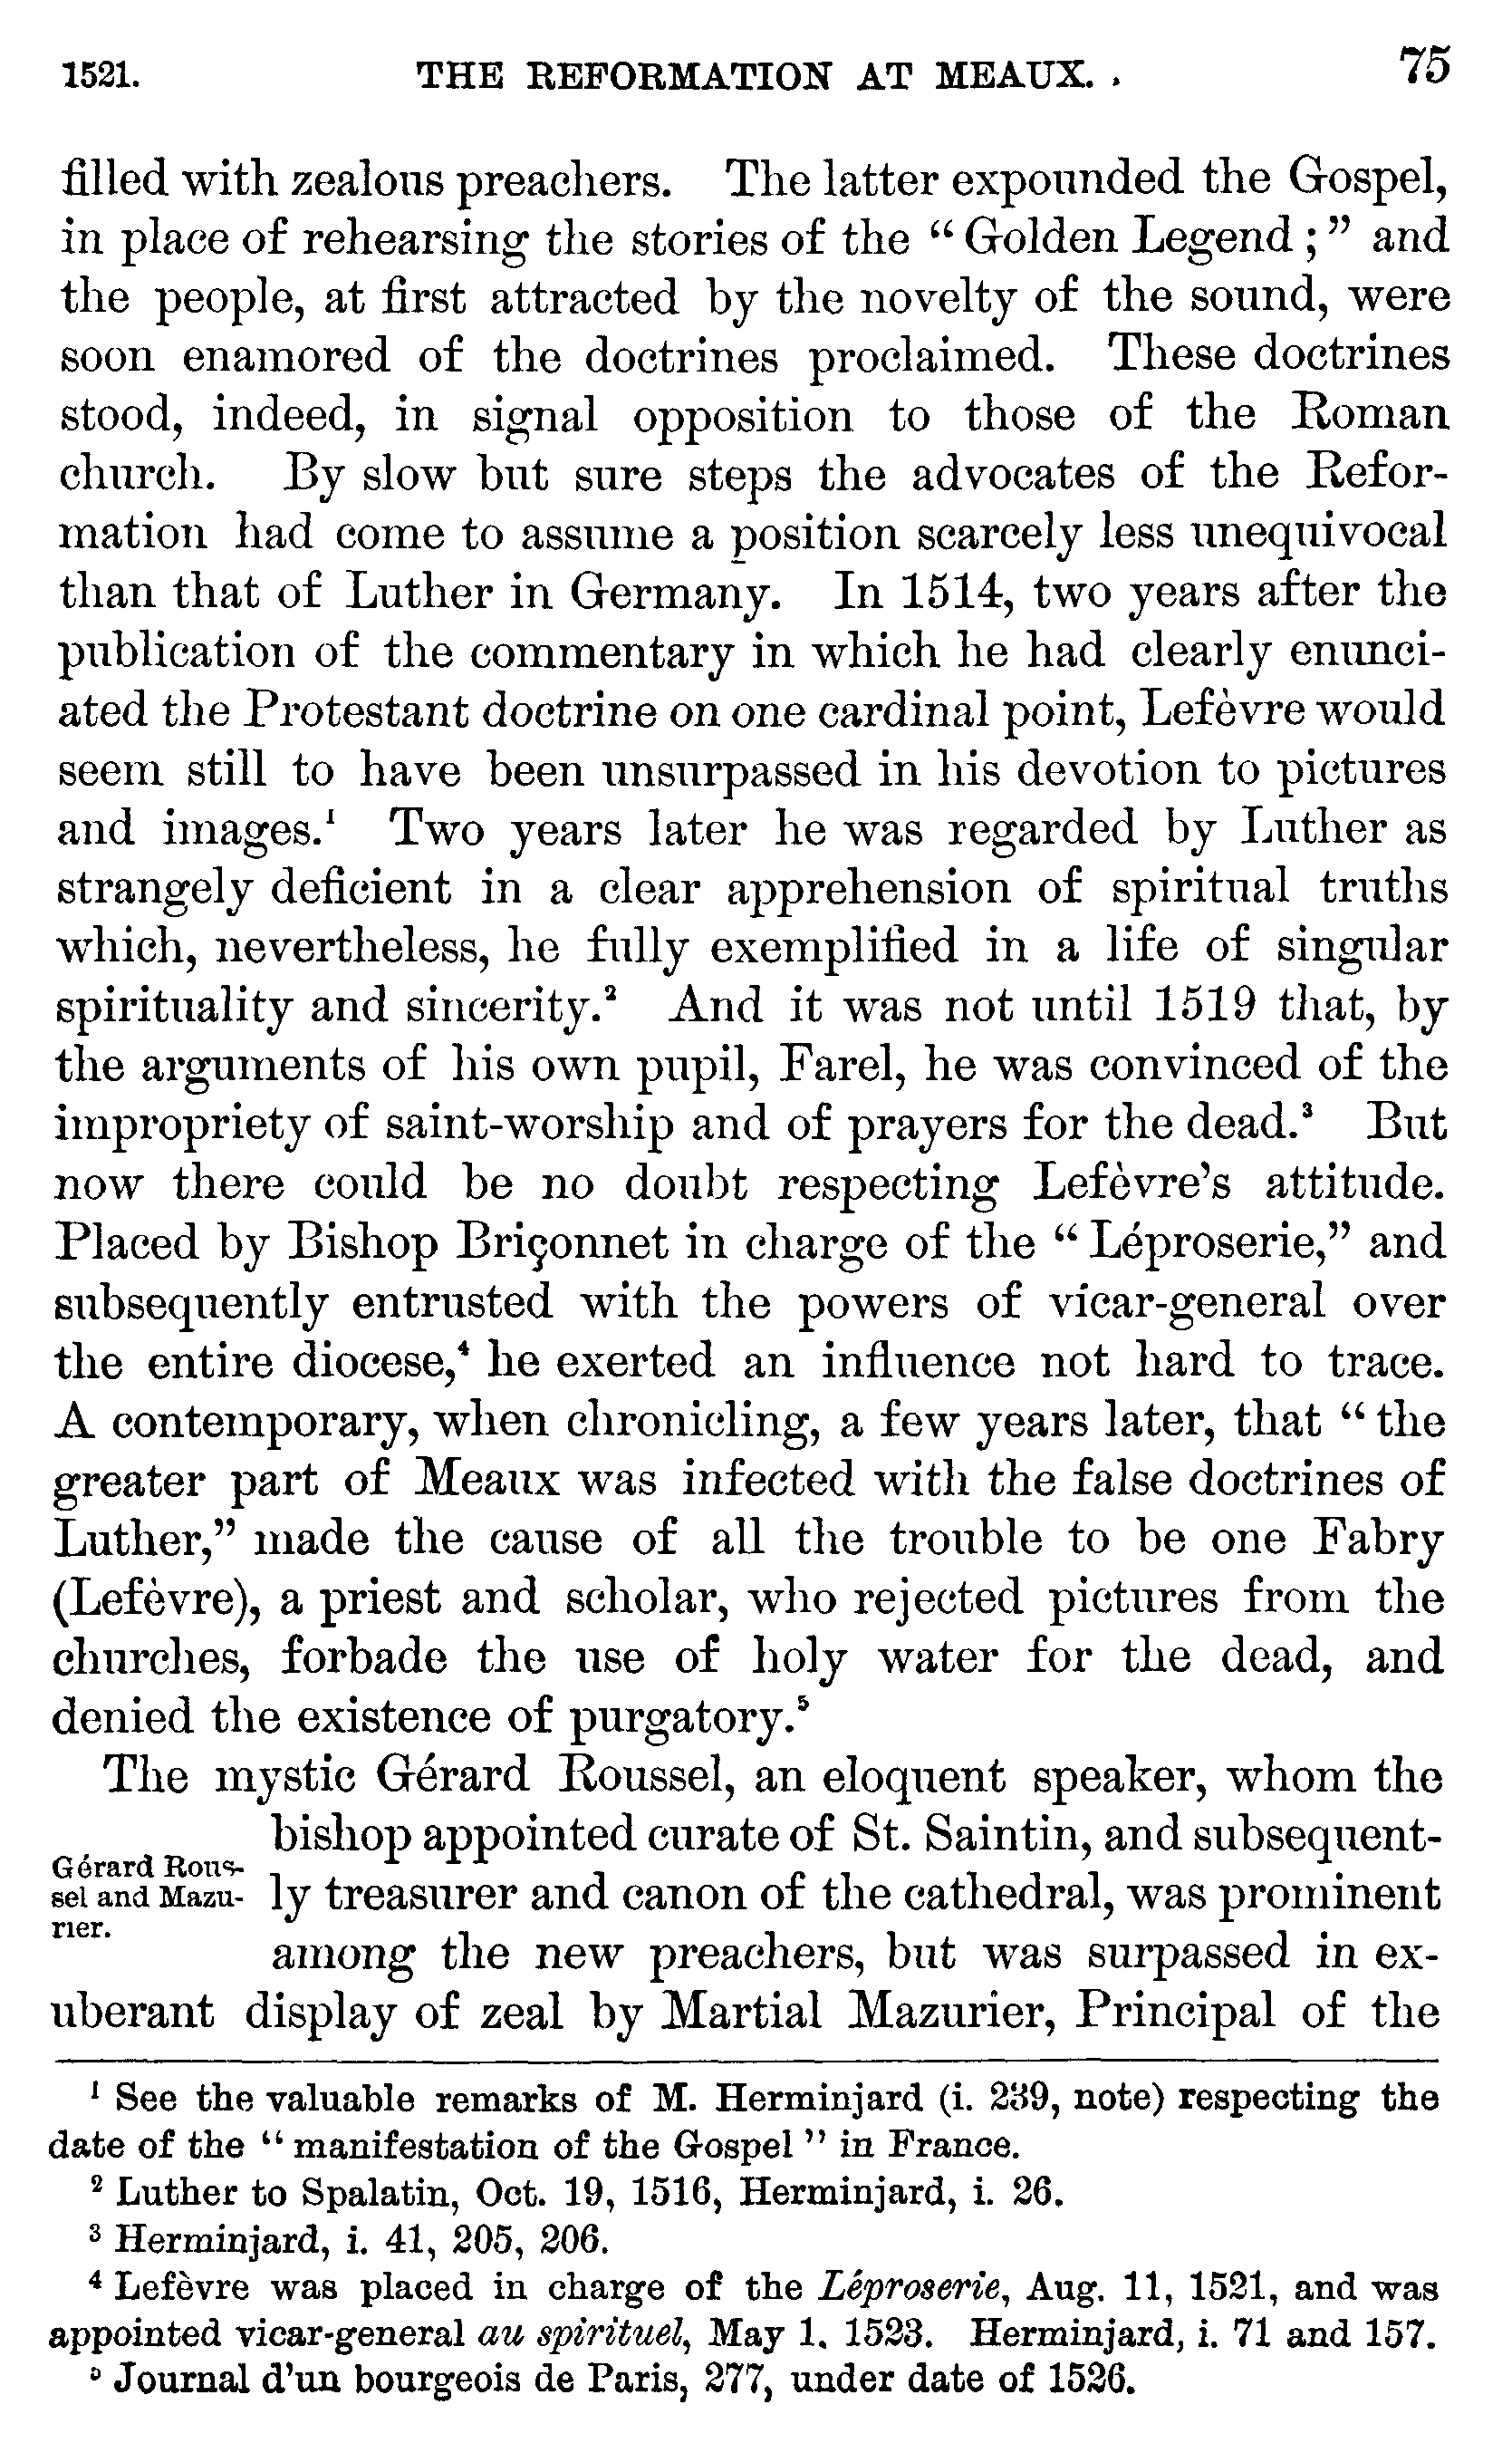 1521. THE REFORMATION AT MEAUX. . 75
filled with zealous preachers. The latter expounded the Gospel,
in place of rehearsing the stories of the “ Golden Legend ; ” and
the people, at first attracted by the novelty of the sound, were
soon enamored of the doctrines proclaimed. These doctrines
stood, indeed, in signal opposition to those of the Roman
church. By slow but sure steps the advocates of the Refor-
mation had come to assume a position scarcely less unequivocal
than that of Luther in Germany. In 1514, two years after the
publication of the commentary in which he had clearly enunci-
ated the Protestant doctrine on one cardinal point, Lefèvre would
seem still to have been unsurpassed in his devotion to pictures
and images.¹ Two years later he was regarded by Luther as
strangely deficient in a clear apprehension of spiritual truths
which, nevertheless, he fully exemplified in a life of singular
spirituality and sincerity.² And it was not until 1519 that, by
the arguments of his own pupil, Farel, he was convinced of the
impropriety of saint-worship and of prayers for the dead.³ But
now there could be no doubt respecting Lefèvre’s attitude.
Placed by Bishop Briçonnet in charge of the “ Léproserie,” and
subsequently entrusted with the powers of vicar-general over
the entire diocese,⁴ he exerted an influence not hard to trace.
A contemporary, when chronicling, a few years later, that “ the
greater part of Meaux was infected with the false doctrines of
Luther,” made the cause of all the trouble to be one Fabry
(Lefèvre), a priest and scholar, who rejected pictures from the
churches, forbade the use of holy water for the dead, and
denied the existence of purgatory.⁵
The mystic Gérard Roussel, an eloquent speaker, whom the
bishop appointed curate of St. Saintin, and subsequent-
Gérard Rous-
sel and Mazu-
rier.
ly treasurer and canon of the cathedral, was prominent
among the new preachers, but was surpassed in ex-
uberant display of zeal by Martial Mazurier, Principal of the
¹ See the valuable remarks of M. Herminjard (i. 239, note) respecting the
date of the “ manifestation of the Gospel ” in France.
² Luther to Spalatin, Oct. 19, 1516, Herminjard, i. 26.
³ Herminjard, i. 41, 205, 206.
⁴ Lefèvre was placed in charge of the Léproserie, Aug. 11, 1521, and was
appointed vicar-general au spirituel, May 1, 1523. Herminjard, i. 71 and 157.
⁵ Journal d’un bourgeois de Paris, 277, under date of 1526.